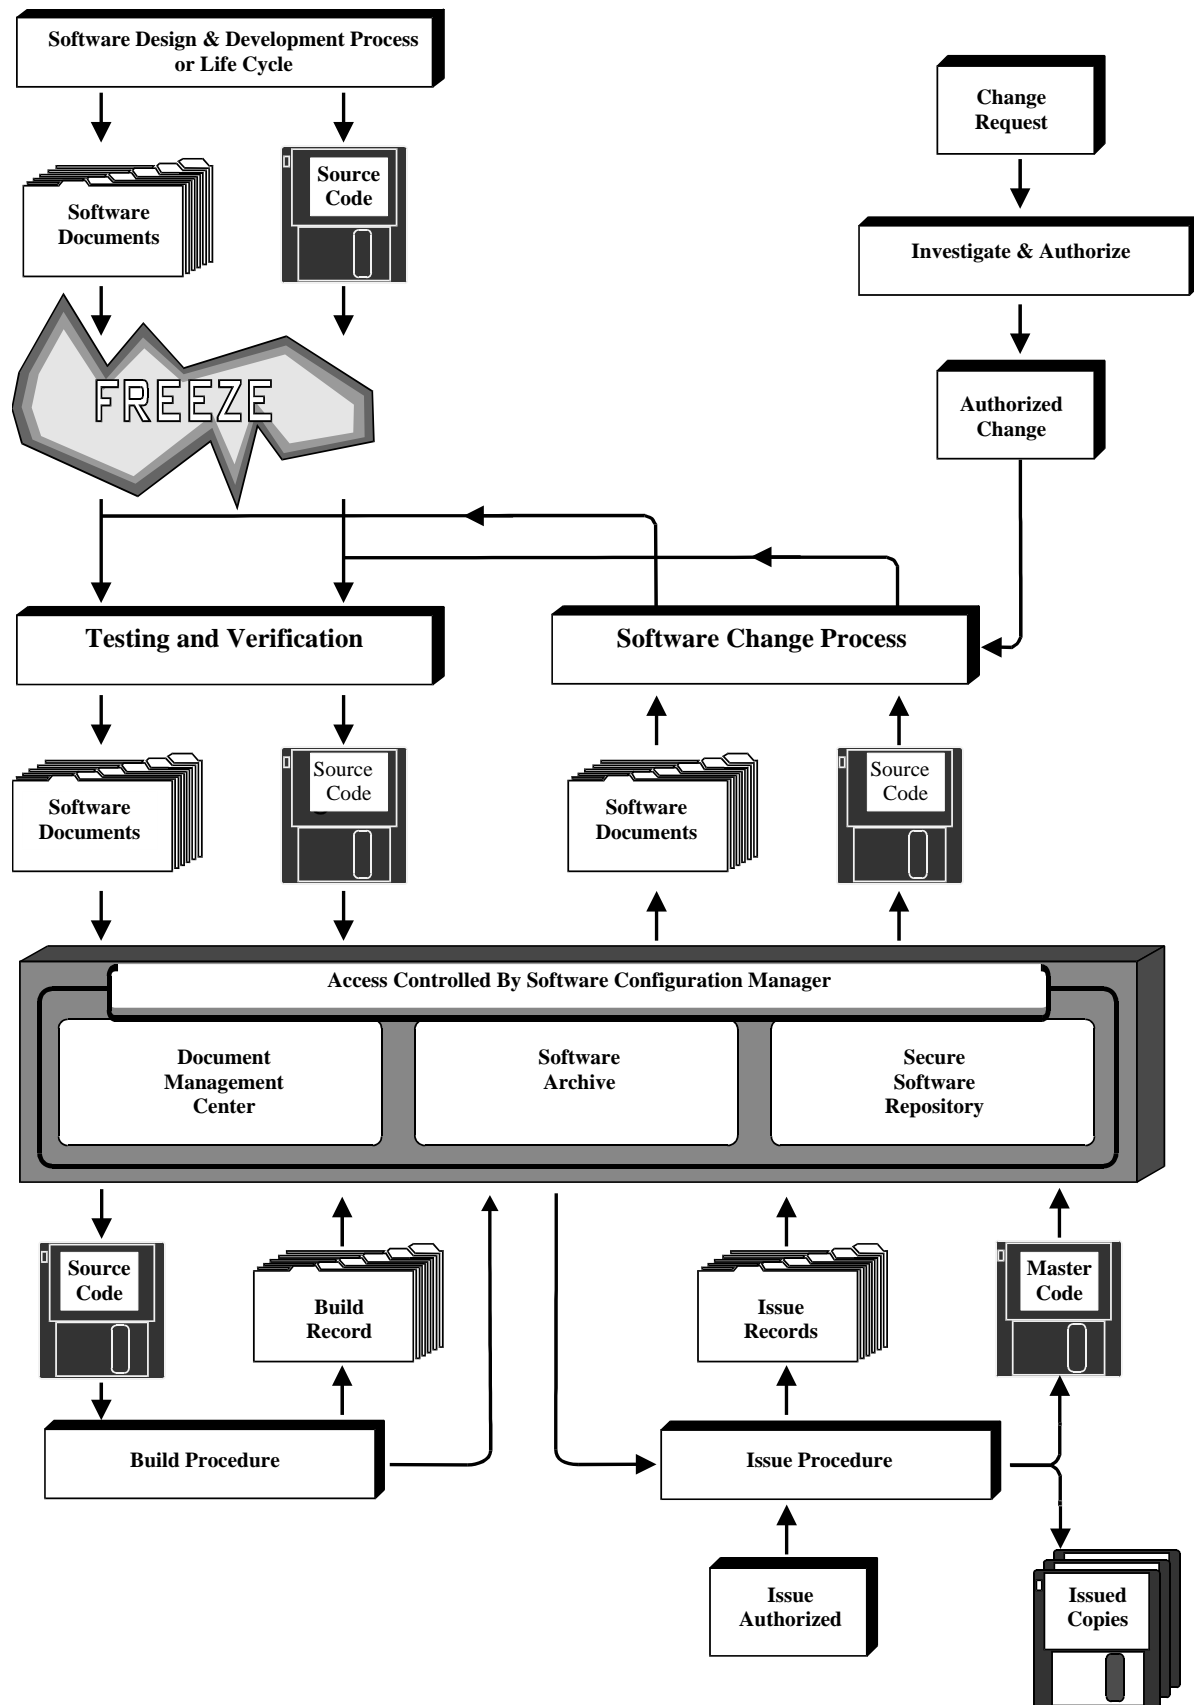 Software Design & Development Process
or Life Cycle
Change
Request
Source
Code
Software
Documents
Investigate & Authorize
FREEZE
Authorized
Change
Testing and Verification
Software Change Process
Source
Code
Software
Documents
Source
Code
Software
Documents
Access Controlled By Software Configuration Manager
Document
Management
Center
Software
Archive
Secure
Software
Repository
Source
Code
Build
Record
Issue
Records
Master
Code
Build Procedure
Issue Procedure
Issue
Authorized
Issued
Copies